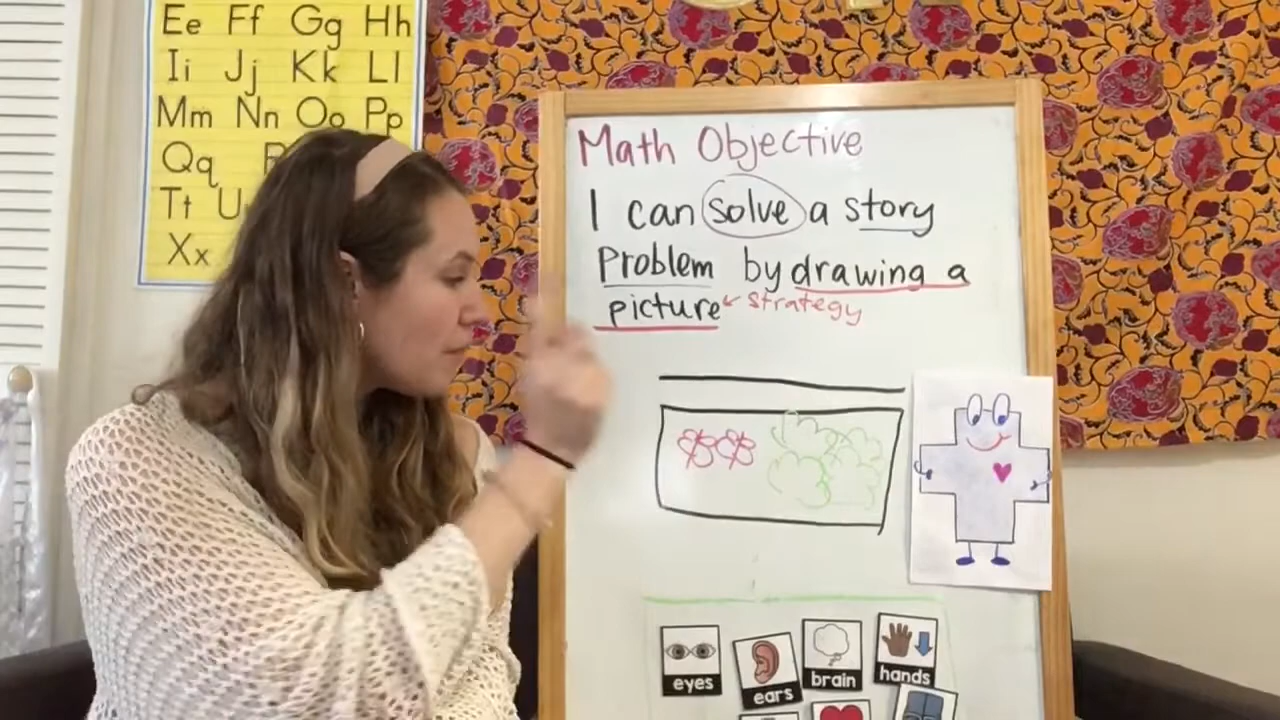 Ee Ff Gg Hh
Ii Jj Kk Ll
Mm Nn Oo Pp
Qq
Tt U
Xx
Math Objective
I can solve a story
Problem by drawing a
picture strategy
eyes
ears
brain
hands